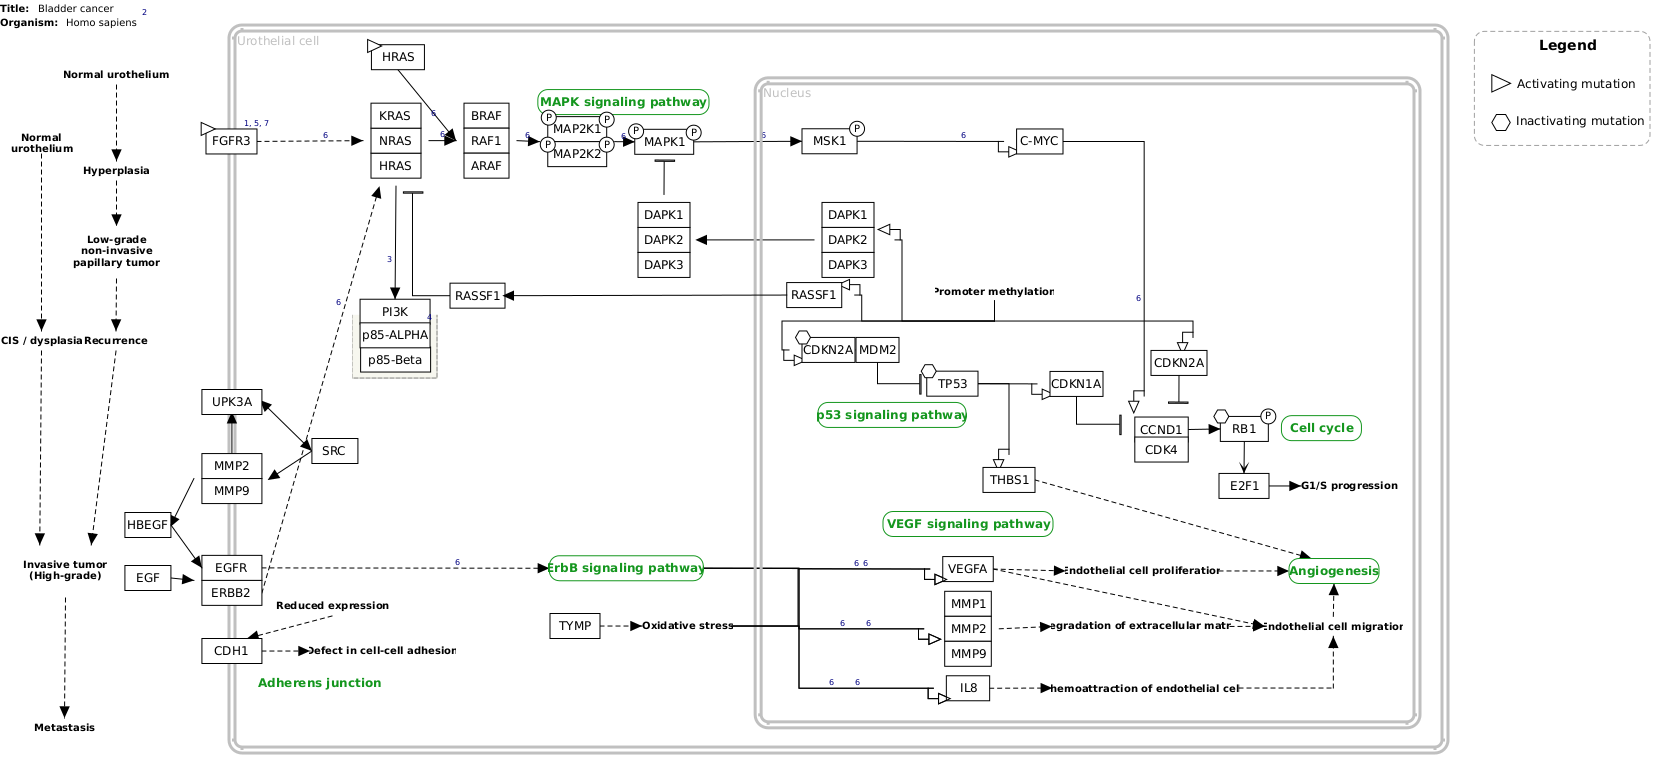 Title: Bladder cancer
2
Organism: Homo sapiens
Urothelial cell
Nucleus
Legend
Activating mutation
Inactivating mutation
Normal urothelium
Normal
urothelium
Hyperplasia
Low-grade
non-invasive
papillary tumor
CIS / dysplasia
Recurrence
Invasive tumor
(High-grade)
Metastasis
HRAS
1, 5, 7
FGFR3
6
KRAS
NRAS
HRAS
6
6
BRAF
RAF1
ARAF
6
MAPK signaling pathway
P
P
MAP2K1
P
P
MAP2K2
6
P
P
MAPK1
6
MSK1
P
6
C-MYC
6
DAPK1
DAPK2
DAPK3
DAPK1
DAPK2
DAPK3
3
6
RASSF1
RASSF1
Promoter methylation
PI3K
4
p85-ALPHA
p85-Beta
CDKN2A
MDM2
CDKN2A
TP53
CDKN1A
p53 signaling pathway
CCND1
CDK4
RB1
P
Cell cycle
E2F1
G1/S progression
THBS1
UPK3A
SRC
MMP2
MMP9
HBEGF
EGF
EGFR
ERBB2
6
ErbB signaling pathway
VEGF signaling pathway
6 6
VEGFA
Endothelial cell proliferation
Angiogenesis
Reduced expression
CDH1
Defect in cell-cell adhesion
Adherens junction
TYMP
Oxidative stress
6
6
MMP1
MMP2
MMP9
egradation of extracellular matr
Endothelial cell migration
6
6
IL8
hemoattraction of endothelial cel